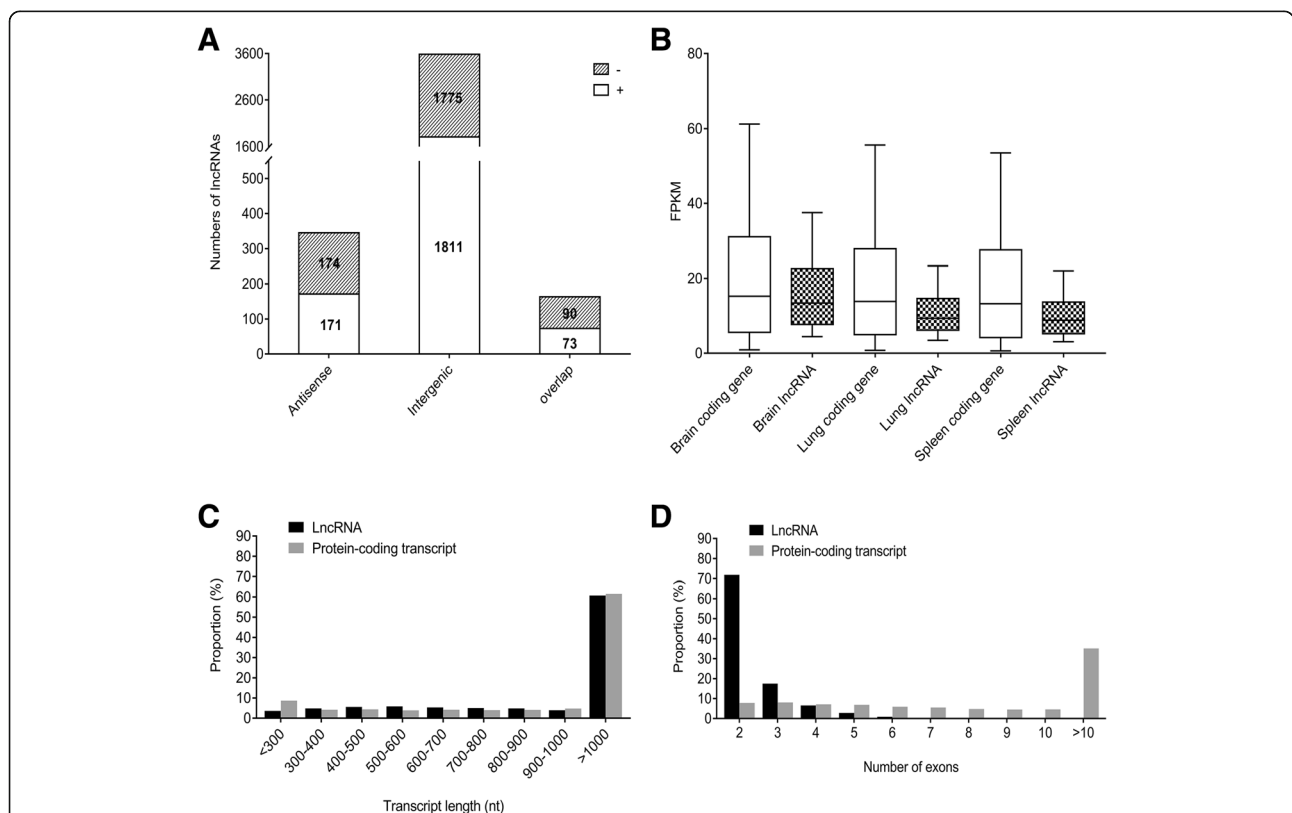 A
Numbers of lncRNAs
3600
2600
1600
500
400
300
200
100
0
-
+
174
171
1775
1811
90
73
Antisense
Intergenic
overlap
B
FPKM
80
60
40
20
0
Brain coding gene
Brain lncRNA
Lung coding gene
Lung lncRNA
Spleen coding gene
Spleen lncRNA
C
LncRNA
Protein-coding transcript
Proportion (%)
90
80
70
60
50
40
30
20
10
0
<300
300-400
400-500
500-600
600-700
700-800
800-900
900-1000
>1000
Transcript length (nt)
D
LncRNA
Protein-coding transcript
Proportion (%)
90
80
70
60
50
40
30
20
10
0
2
3
4
5
6
7
8
9
10
>10
Number of exons